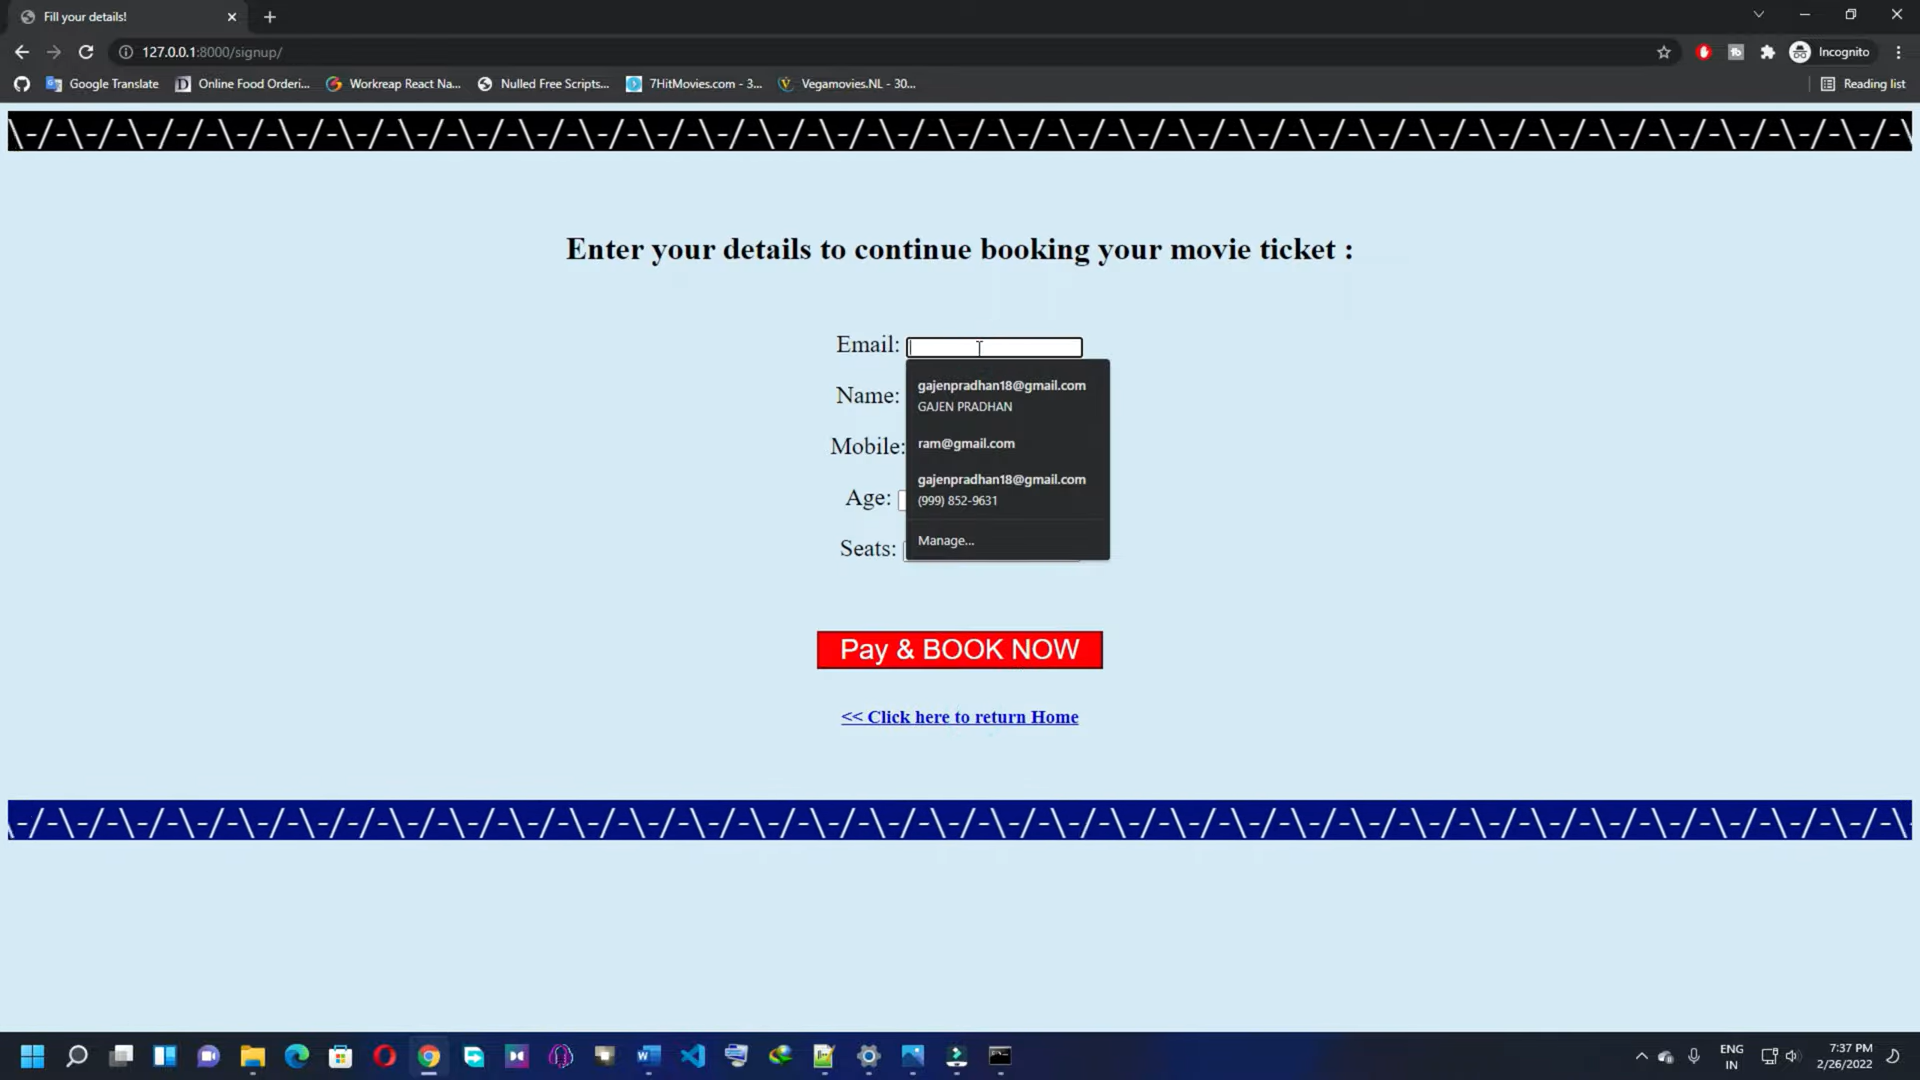 Fill your details!
127.0.0.1:8000/signup/
Incognito
Google Translate
Online Food Orderi...
Workreap React Na...
Nulled Free Scripts...
7HitMovies.com - 3...
Vegamovies.NL - 30...
Reading list
\-/-\-/-\-/-/-/-\-/-\-/-\-/-\-/-\-/-\-/-\-/-\-/-\-/-\-/-\-/-\-/-\-/-\-/-\-/-\-/-\-/-\-/-\-/-\-/-\-/-\-/-\-/-\-/-\
Enter your details to continue booking your movie ticket :
Email:
gajenpradhan18@gmail.com
GAJEN PRADHAN
Name:
ram@gmail.com
Mobile:
gajenpradhan18@gmail.com
(999) 852-9631
Age:
Manage...
Seats:
Pay & BOOK NOW
<< Click here to return Home
\-/-\-/-\-/-\-/-\-/-\-/-\-/-\-/-\-/-\-/-\-/-\-/-\-/-\-/-\-/-\-/-\-/-\-/-\-/-\-/-\-/-\-/-\-/-\-/-\-/-\-/-\-/-\-/-\-
ENG
IN
7:37 PM
2/26/2022